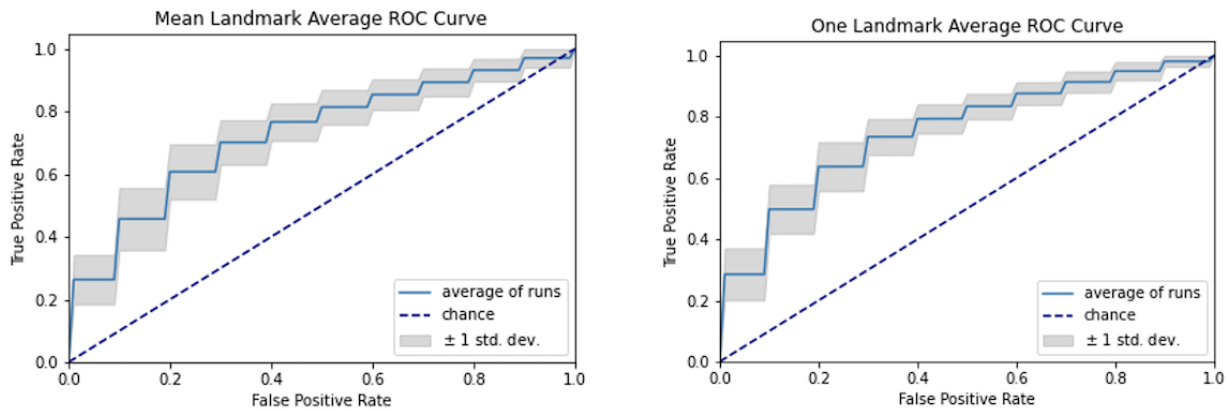 Mean Landmark Average ROC Curve
True Positive Rate
1.0
0.8
0.6
0.4
0.2
0.0
average of runs
chance
± 1 std. dev.
0.0 0.2 0.4 0.6 0.8 1.0
False Positive Rate
One Landmark Average ROC Curve
True Positive Rate
1.0
0.8
0.6
0.4
0.2
0.0
average of runs
chance
± 1 std. dev.
0.0 0.2 0.4 0.6 0.8 1.0
False Positive Rate